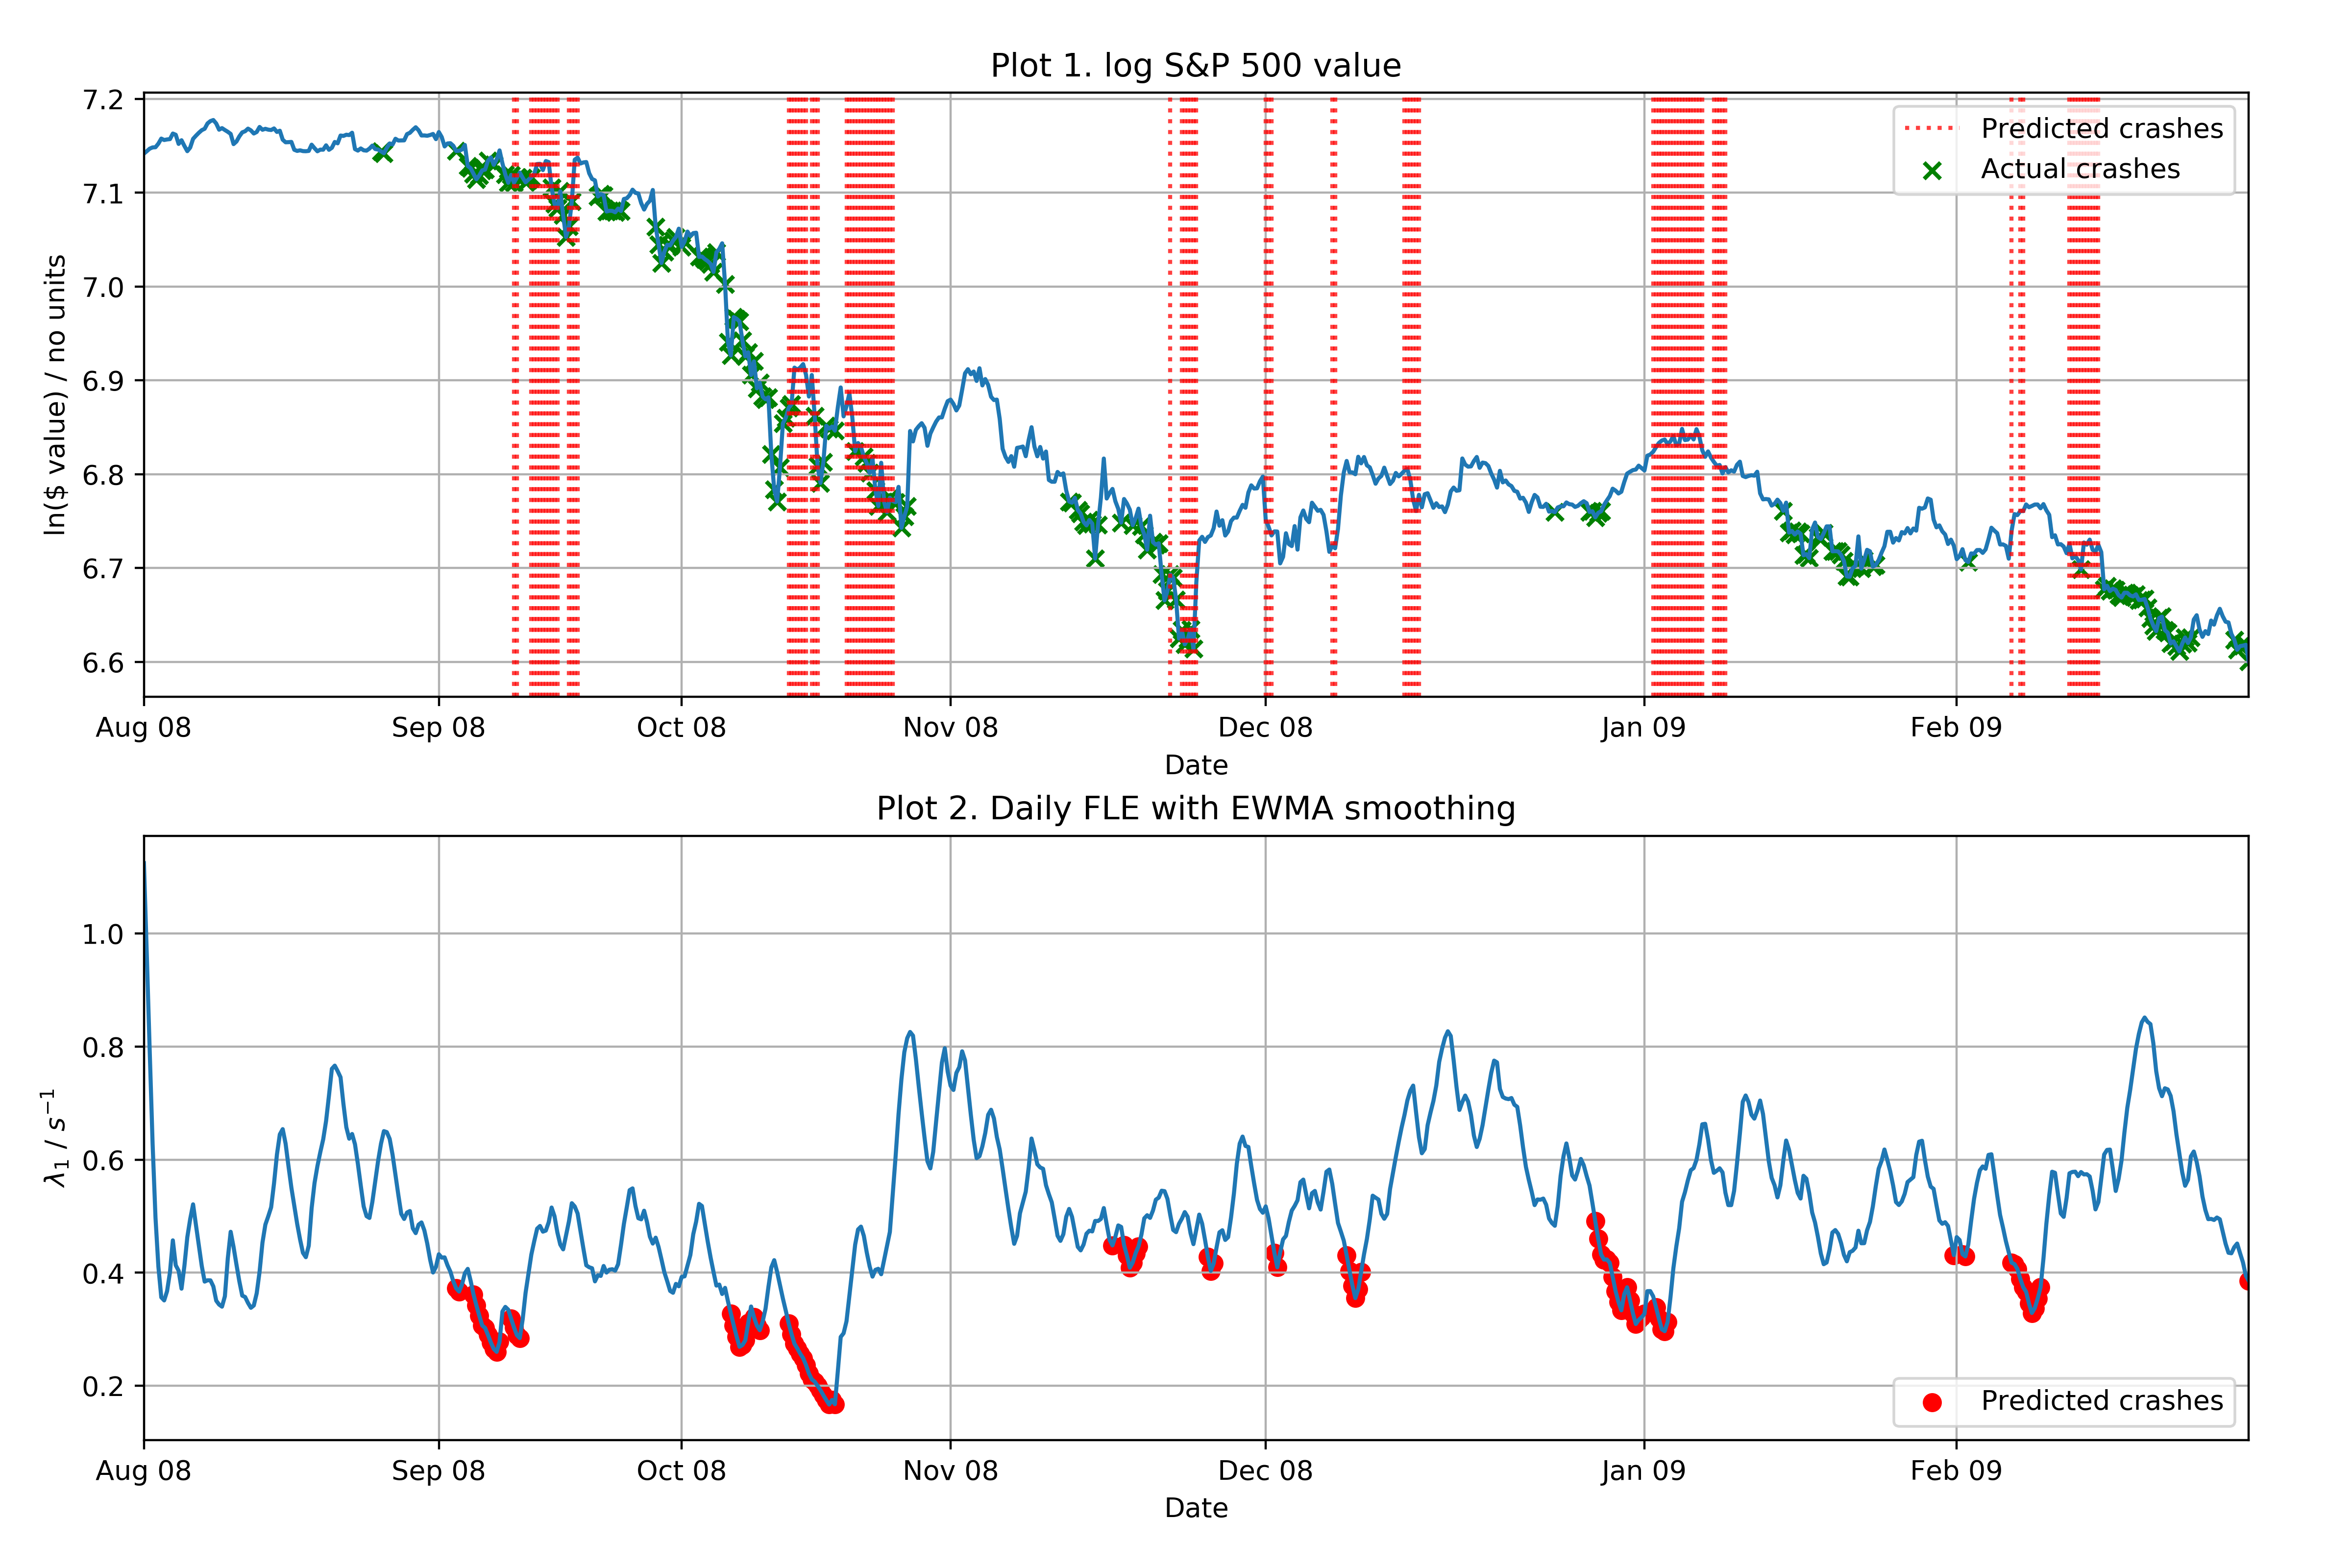 Plot 1. log S&P 500 value
7.2
7.1
7.0
6.9
6.8
6.7
6.6
ln($ value) / no units
Predicted crashes
Actual crashes
Aug 08 Sep 08 Oct 08 Nov 08 Dec 08 Jan 09 Feb 09
Date
Plot 2. Daily FLE with EWMA smoothing
1.0
0.8
0.6
0.4
0.2
λ₁ / s⁻¹
Predicted crashes
Aug 08 Sep 08 Oct 08 Nov 08 Dec 08 Jan 09 Feb 09
Date